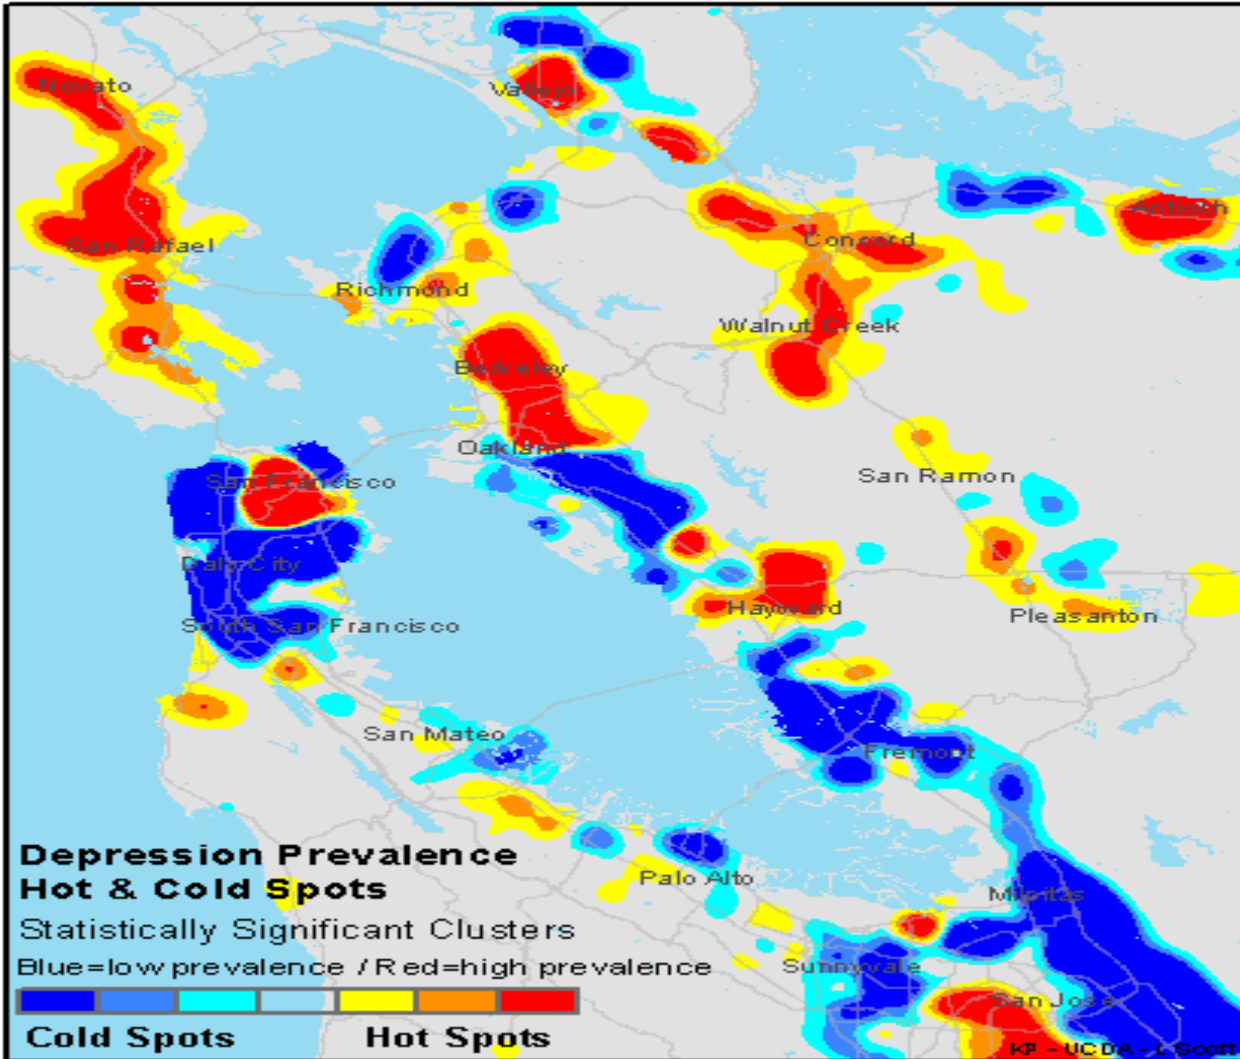 Novato
Vallejo
Antioch
San Rafael
Concord
Richmond
Walnut Creek
Berkeley
Oakland
San Francisco
San Ramon
Daly City
Hayward
Pleasanton
South San Francisco
San Mateo
Fremont
Depression Prevalence
Hot & Cold Spots
Statistically Significant Clusters
Blue=low prevalence / Red=high prevalence
Cold Spots Hot Spots
Palo Alto
Milpitas
Sunnyvale
San Jose
KP - UCDA - L Scott